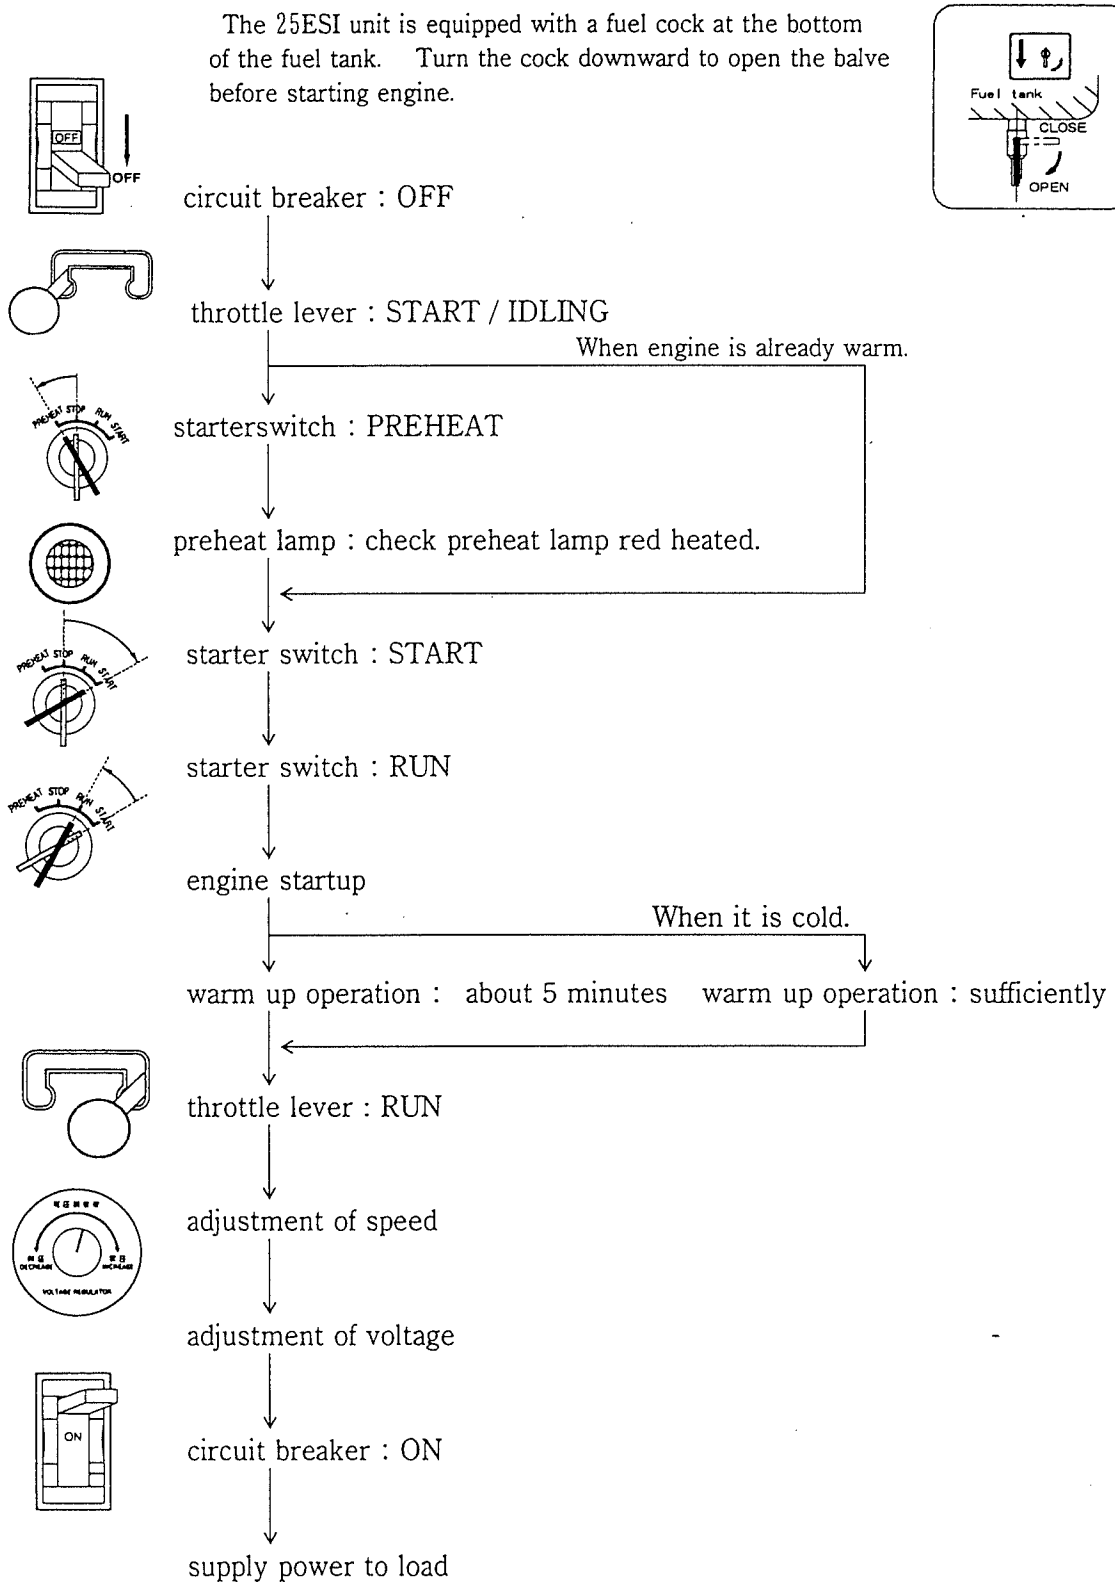 The 25ESI unit is equipped with a fuel cock at the bottom
of the fuel tank. Turn the cock downward to open the balve
before starting engine.
Fuel tank
CLOSE
OPEN
OFF
OFF
circuit breaker : OFF
throttle lever : START / IDLING
When engine is already warm.
PREHEAT STOP RUN START
starterswitch : PREHEAT
preheat lamp : check preheat lamp red heated.
PREHEAT STOP RUN START
starter switch : START
starter switch : RUN
PREHEAT STOP RUN START
engine startup
When it is cold.
warm up operation : about 5 minutes warm up operation : sufficiently
throttle lever : RUN
DECREASE
INCREASE
VOLTAGE REGULATOR
adjustment of speed
adjustment of voltage
ON
circuit breaker : ON
supply power to load